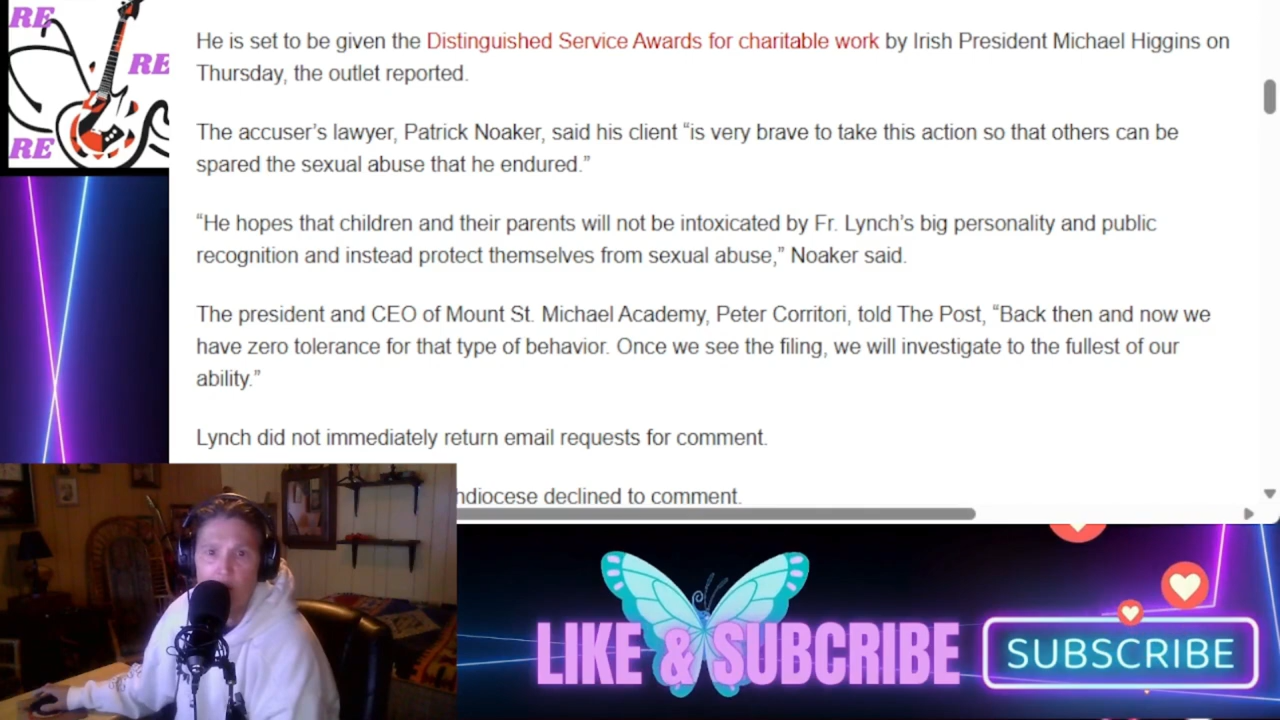 RE
RE
RE
He is set to be given the Distinguished Service Awards for charitable work by Irish President Michael Higgins on
Thursday, the outlet reported.
The accuser’s lawyer, Patrick Noaker, said his client “is very brave to take this action so that others can be
spared the sexual abuse that he endured.”
“He hopes that children and their parents will not be intoxicated by Fr. Lynch’s big personality and public
recognition and instead protect themselves from sexual abuse,” Noaker said.
The president and CEO of Mount St. Michael Academy, Peter Corritori, told The Post, “Back then and now we
have zero tolerance for that type of behavior. Once we see the filing, we will investigate to the fullest of our
ability.”
Lynch did not immediately return email requests for comment.
hdiocese declined to comment.
LIKE & SUBCRIBE
SUBSCRIBE